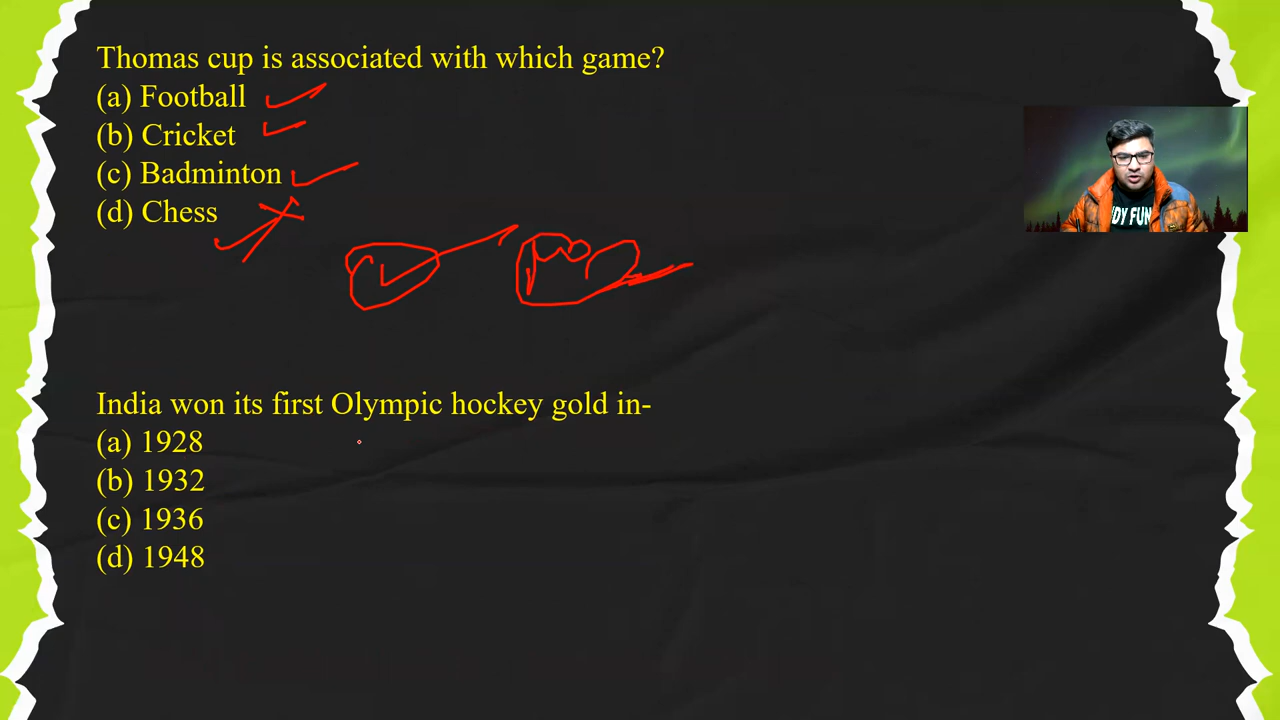 Thomas cup is associated with which game?
(a) Football
(b) Cricket
(c) Badminton
(d) Chess
India won its first Olympic hockey gold in-
(a) 1928
(b) 1932
(c) 1936
(d) 1948